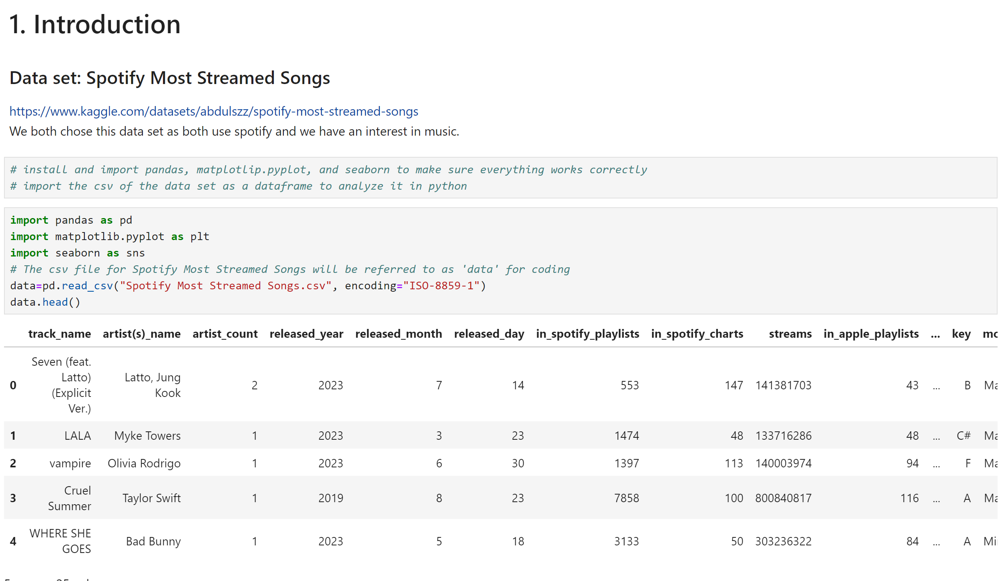 1. Introduction
Data set: Spotify Most Streamed Songs
https://www.kaggle.com/datasets/abdulszz/spotify-most-streamed-songs
We both chose this data set as both use spotify and we have an interest in music.
# install and import pandas, matplotlip.pyplot, and seaborn to make sure everything works correctly
# import the csv of the data set as a dataframe to analyze it in python
import pandas as pd
import matplotlib.pyplot as plt
import seaborn as sns
# The csv file for Spotify Most Streamed Songs will be referred to as 'data' for coding
data=pd.read_csv("Spotify Most Streamed Songs.csv", encoding="ISO-8859-1")
data.head()
track_name artist(s)_name artist_count released_year released_month released_day in_spotify_playlists in_spotify_charts streams in_apple_playlists ... key
Seven (feat.
Latto)
(Explicit
Ver.)
0 Latto, Jung
Kook 2 2023 7 14 553 147 141381703 43 ... B
1 LALA Myke Towers 1 2023 3 23 1474 48 133716286 48 ... C#
2 vampire Olivia Rodrigo 1 2023 6 30 1397 113 140003974 94 ... F
3 Cruel
Summer Taylor Swift 1 2019 8 23 7858 100 800840817 116 ... A
4 WHERE SHE
GOES Bad Bunny 1 2023 5 18 3133 50 303236322 84 ... A